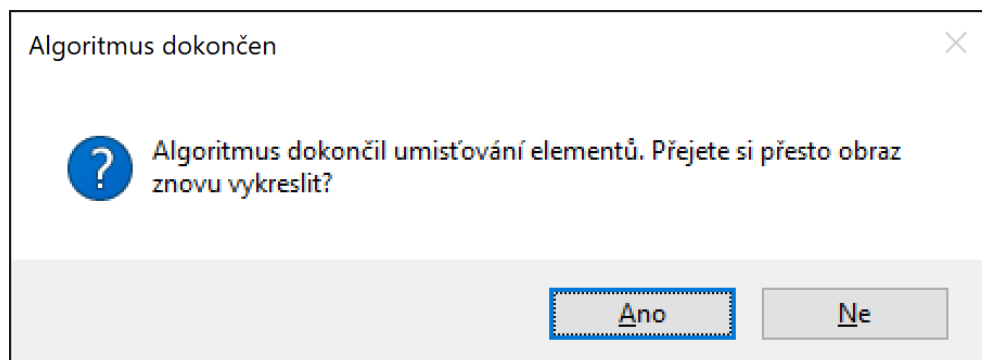 Algoritmus dokončen
Algoritmus dokončil umisťování elementů. Přejete si přesto obraz
znovu vykreslit?
Ano
Ne